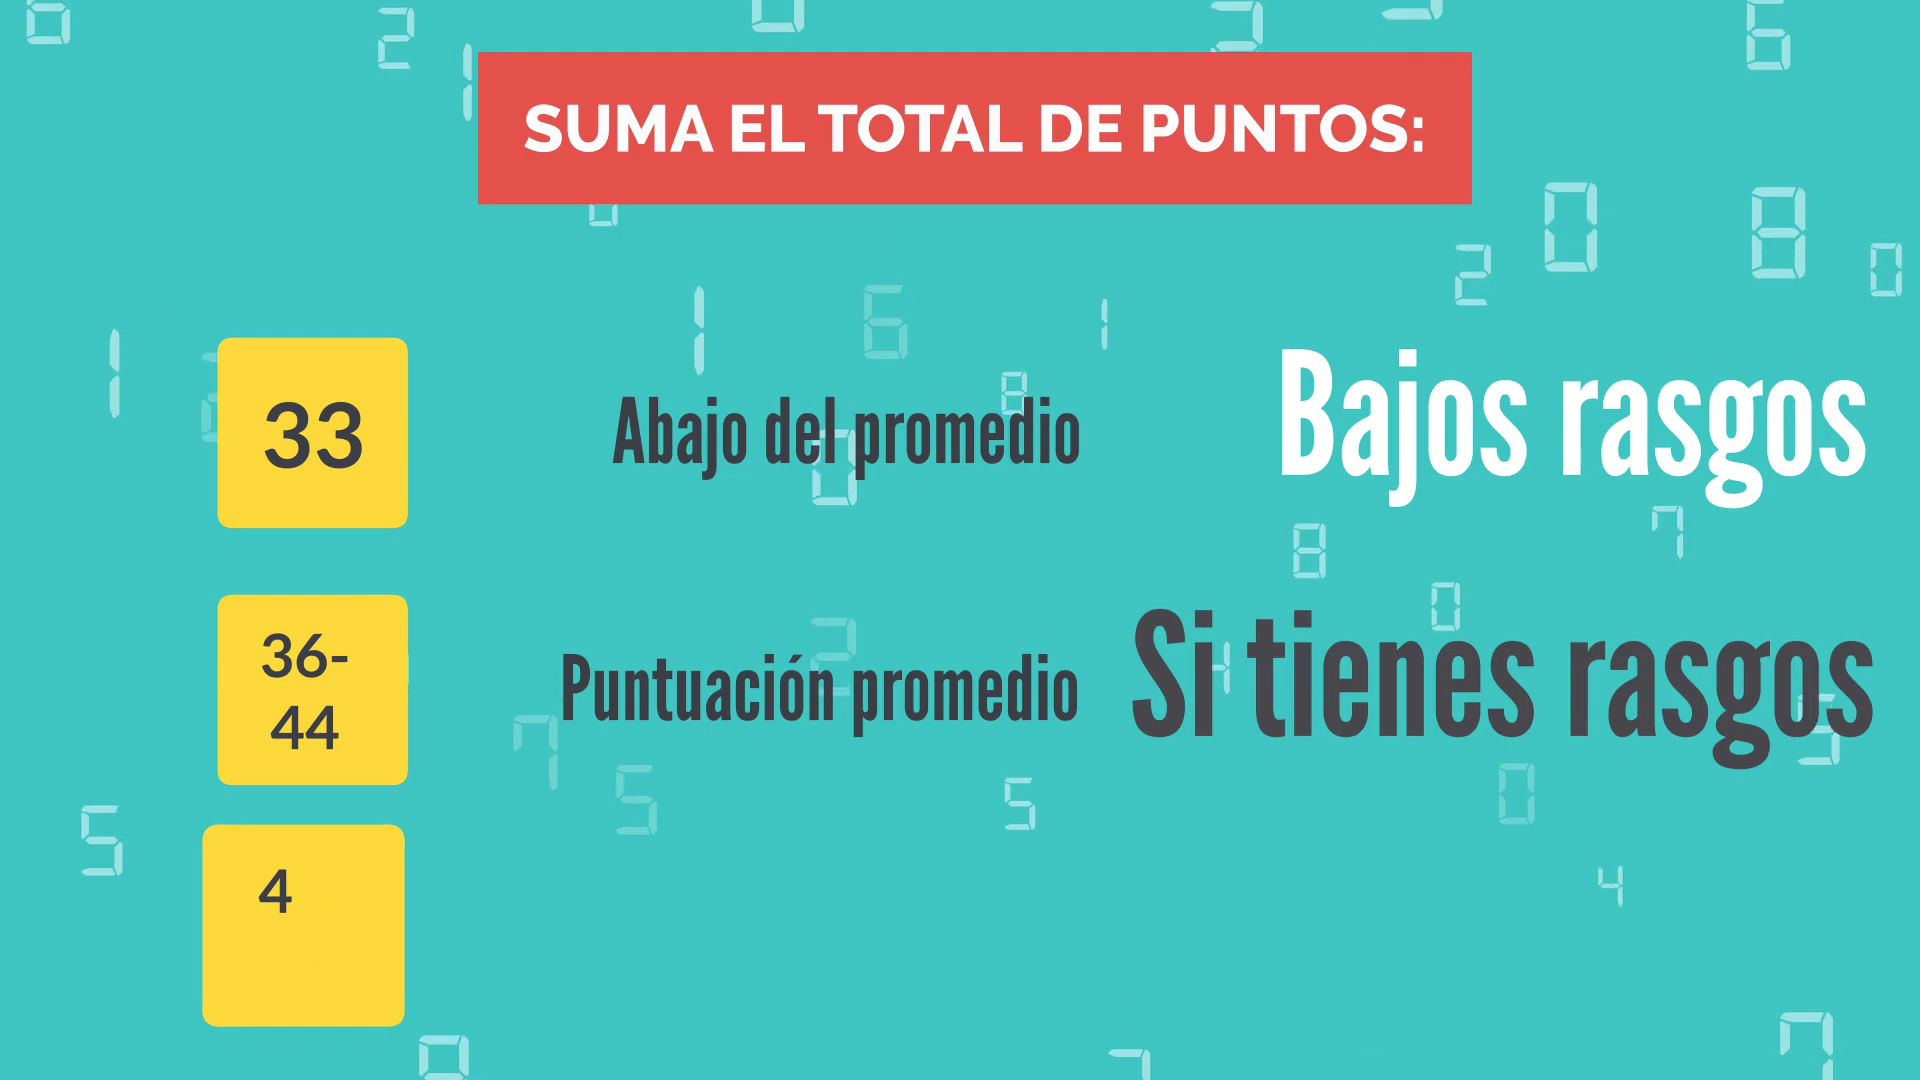 SUMA EL TOTAL DE PUNTOS:
33
Abajo del promedio
Bajos rasgos
36-
44
Puntuación promedio
Si tienes rasgos
4